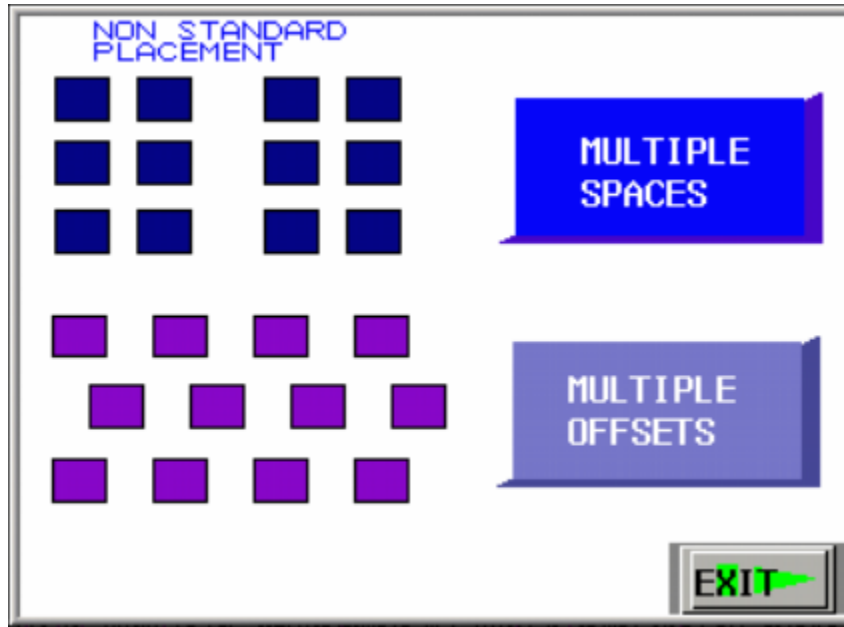 NON STANDARD
PLACEMENT
MULTIPLE
SPACES
MULTIPLE
OFFSETS
EXIT